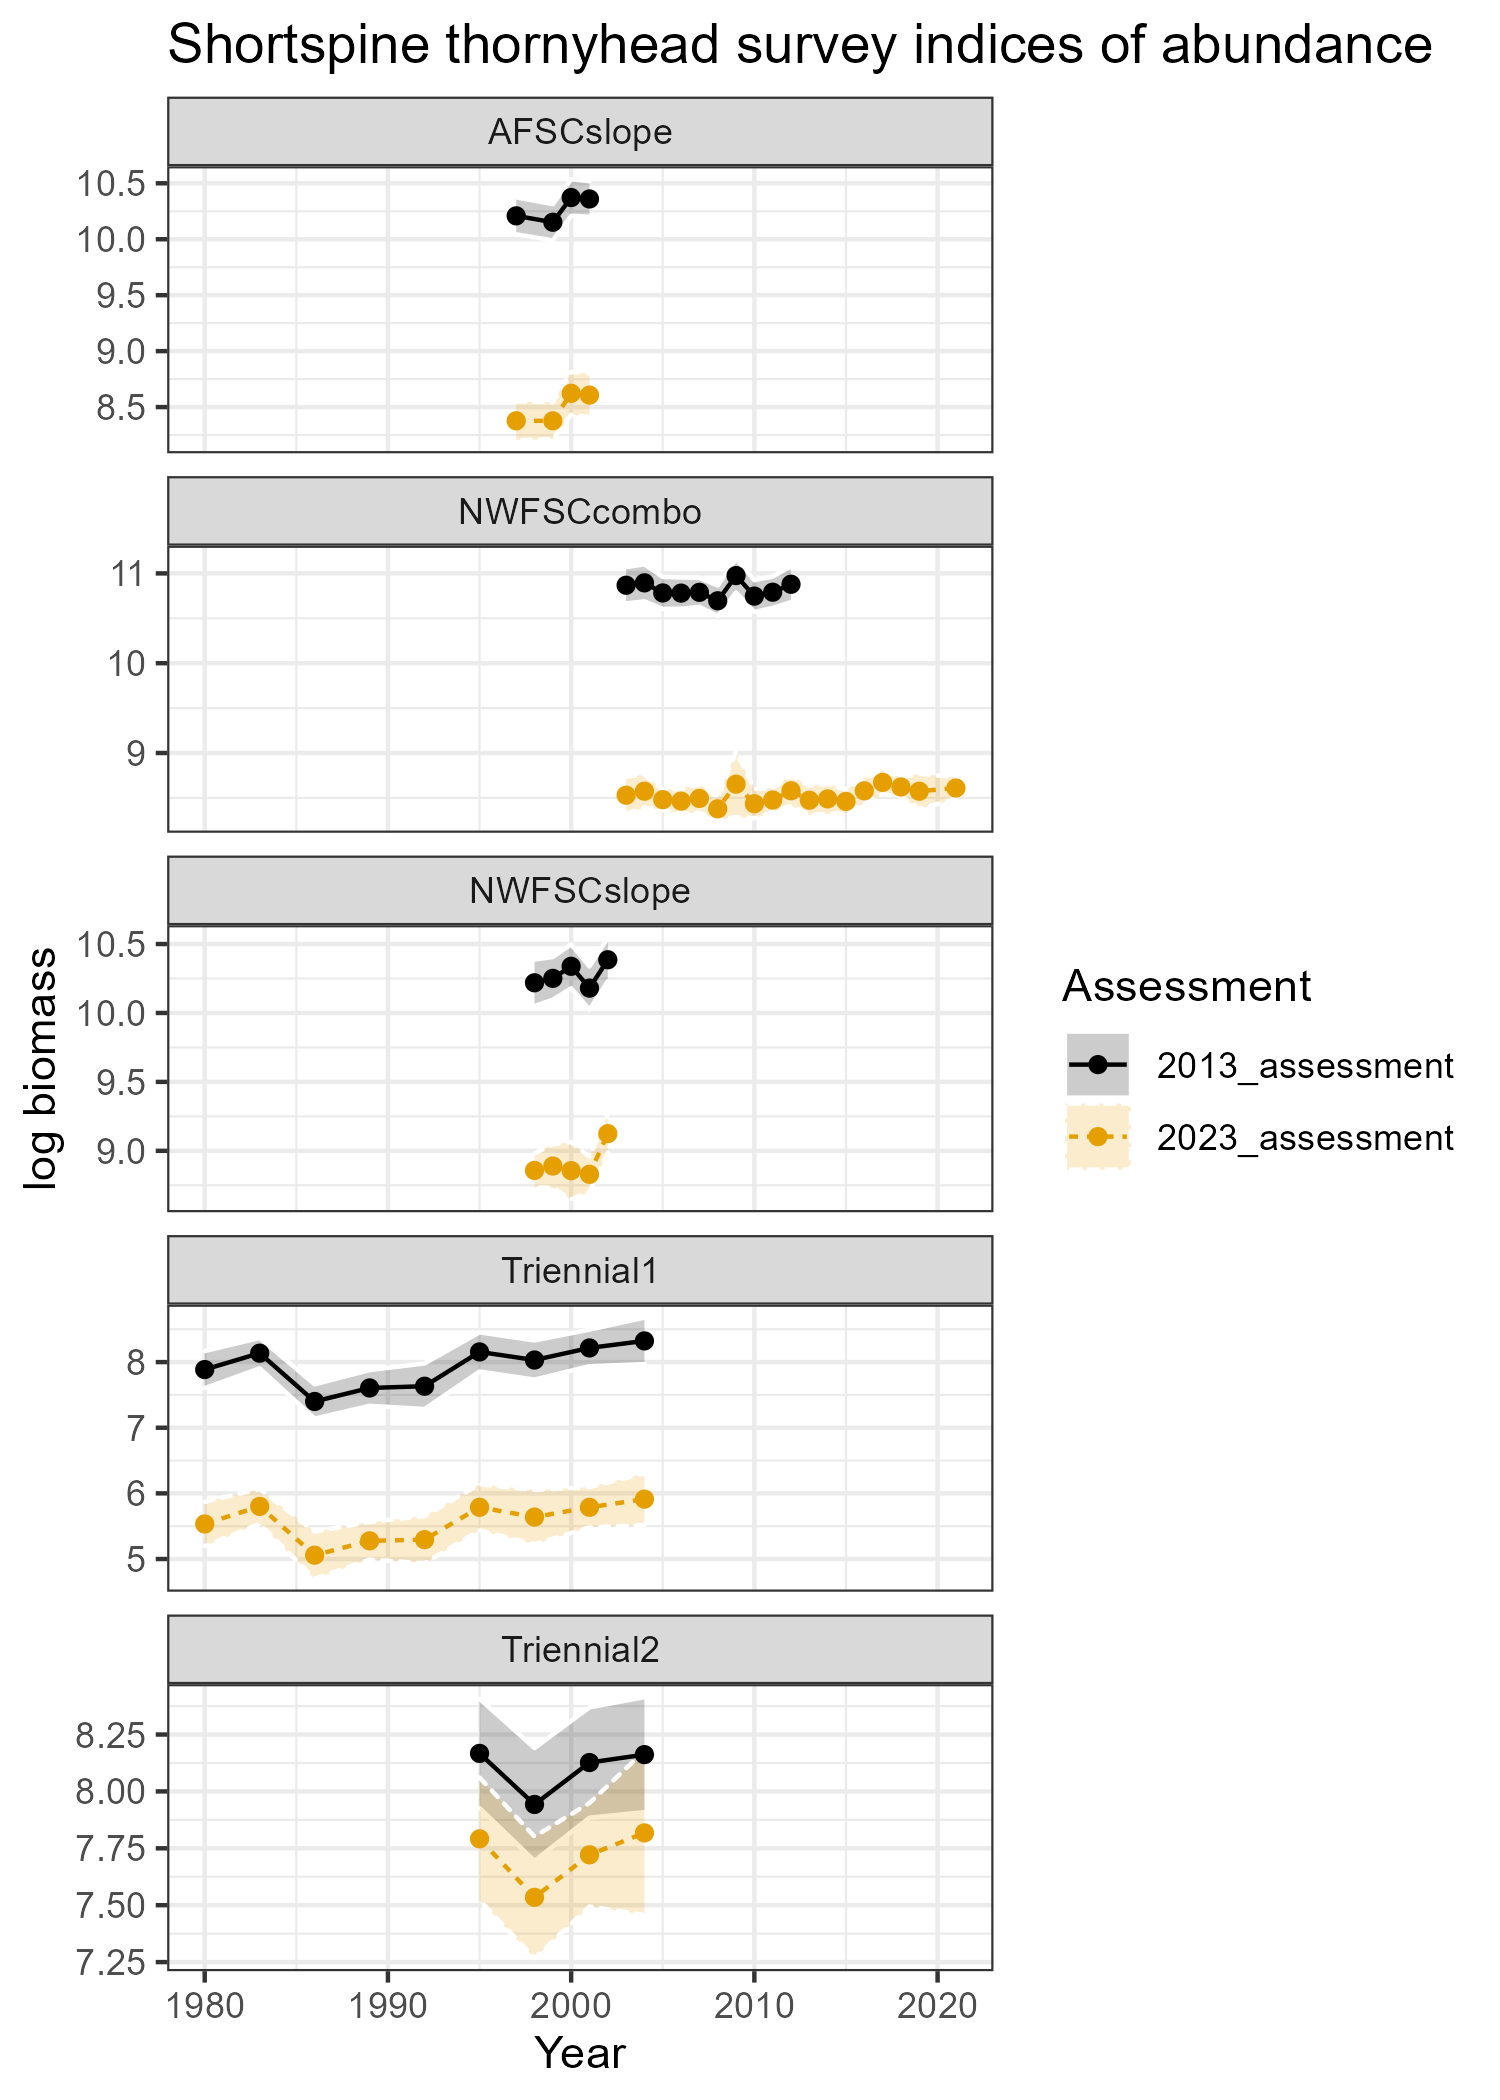 Shortspine thornyhead survey indices of abundance
AFSCslope
10.5
10.0
9.5
9.0
8.5
NWFSCcombo
11
10
9
NWFSCslope
10.5
10.0
9.5
9.0
log biomass
Assessment
2013_assessment
2023_assessment
Triennial1
8
7
6
5
Triennial2
8.25
8.00
7.75
7.50
7.25
1980 1990 2000 2010 2020
Year